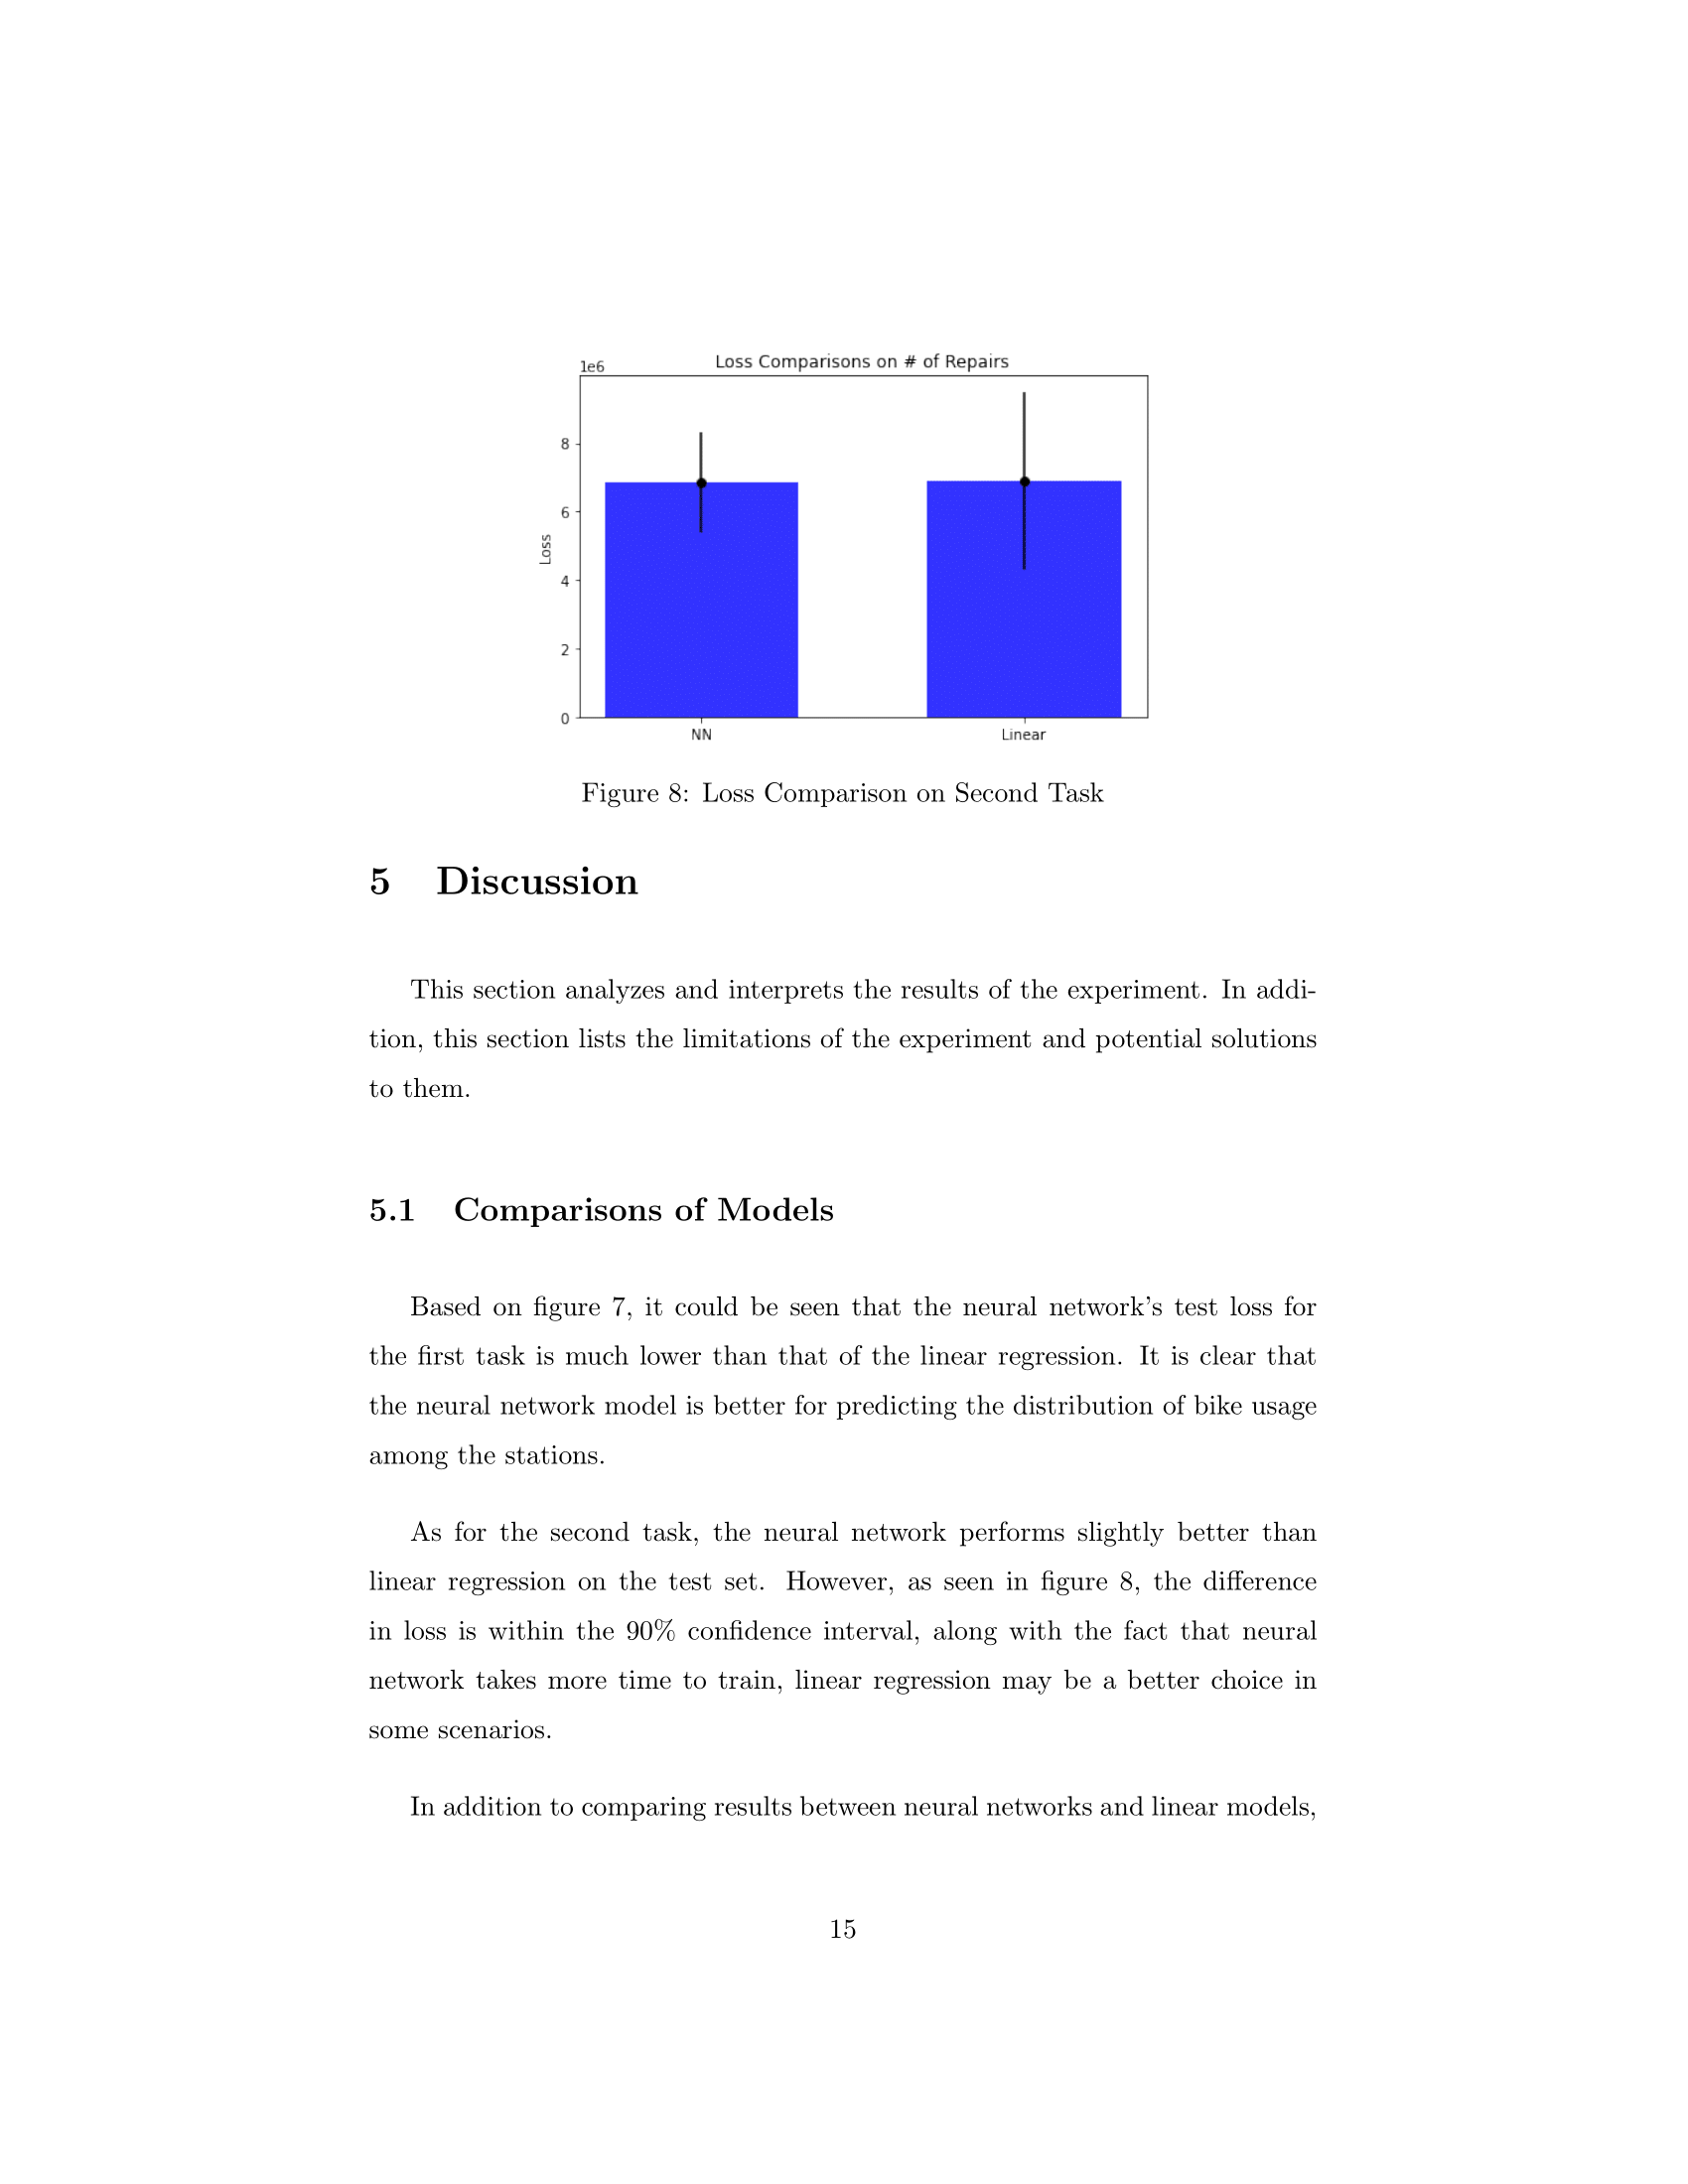 Loss Comparisons on # of Repairs
1e6
8
6
4
2
0
Loss
NN Linear
Figure 8: Loss Comparison on Second Task
5 Discussion
This section analyzes and interprets the results of the experiment. In addi-
tion, this section lists the limitations of the experiment and potential solutions
to them.
5.1 Comparisons of Models
Based on figure 7, it could be seen that the neural network's test loss for
the first task is much lower than that of the linear regression. It is clear that
the neural network model is better for predicting the distribution of bike usage
among the stations.
As for the second task, the neural network performs slightly better than
linear regression on the test set. However, as seen in figure 8, the difference
in loss is within the 90% confidence interval, along with the fact that neural
network takes more time to train, linear regression may be a better choice in
some scenarios.
In addition to comparing results between neural networks and linear models,
15